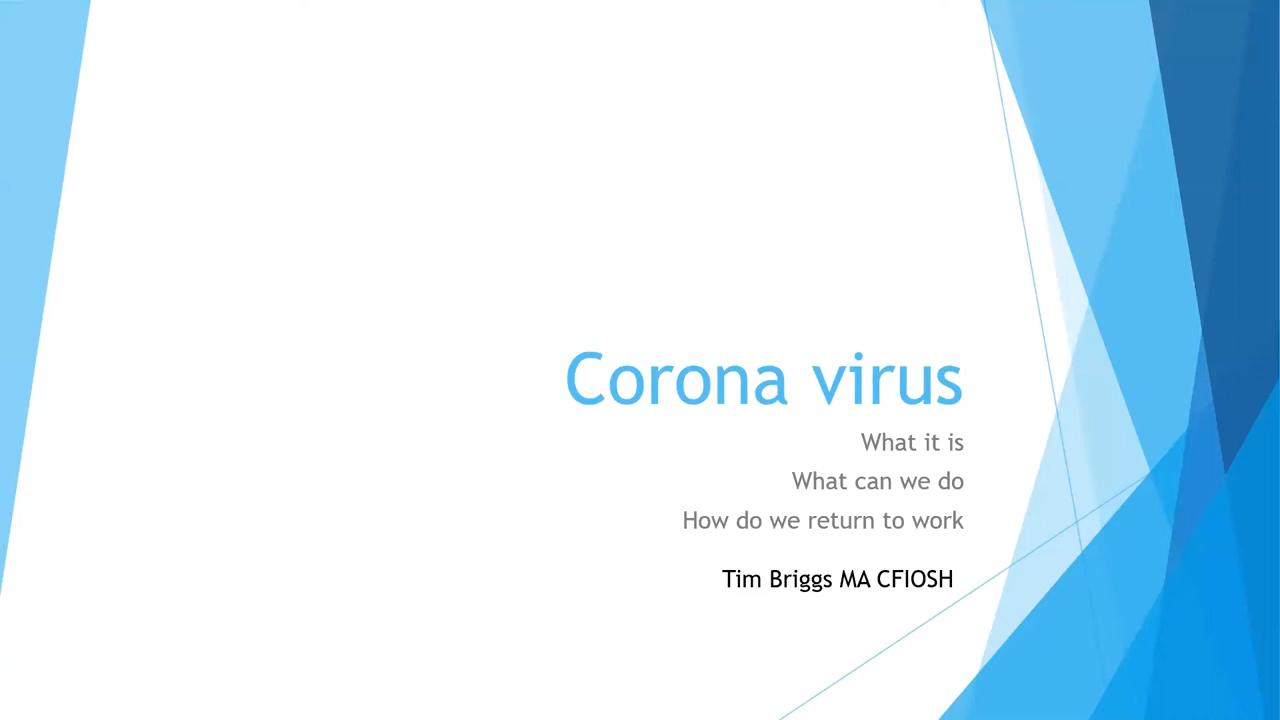 Corona virus
What it is
What can we do
How do we return to work
Tim Briggs MA CFIOSH